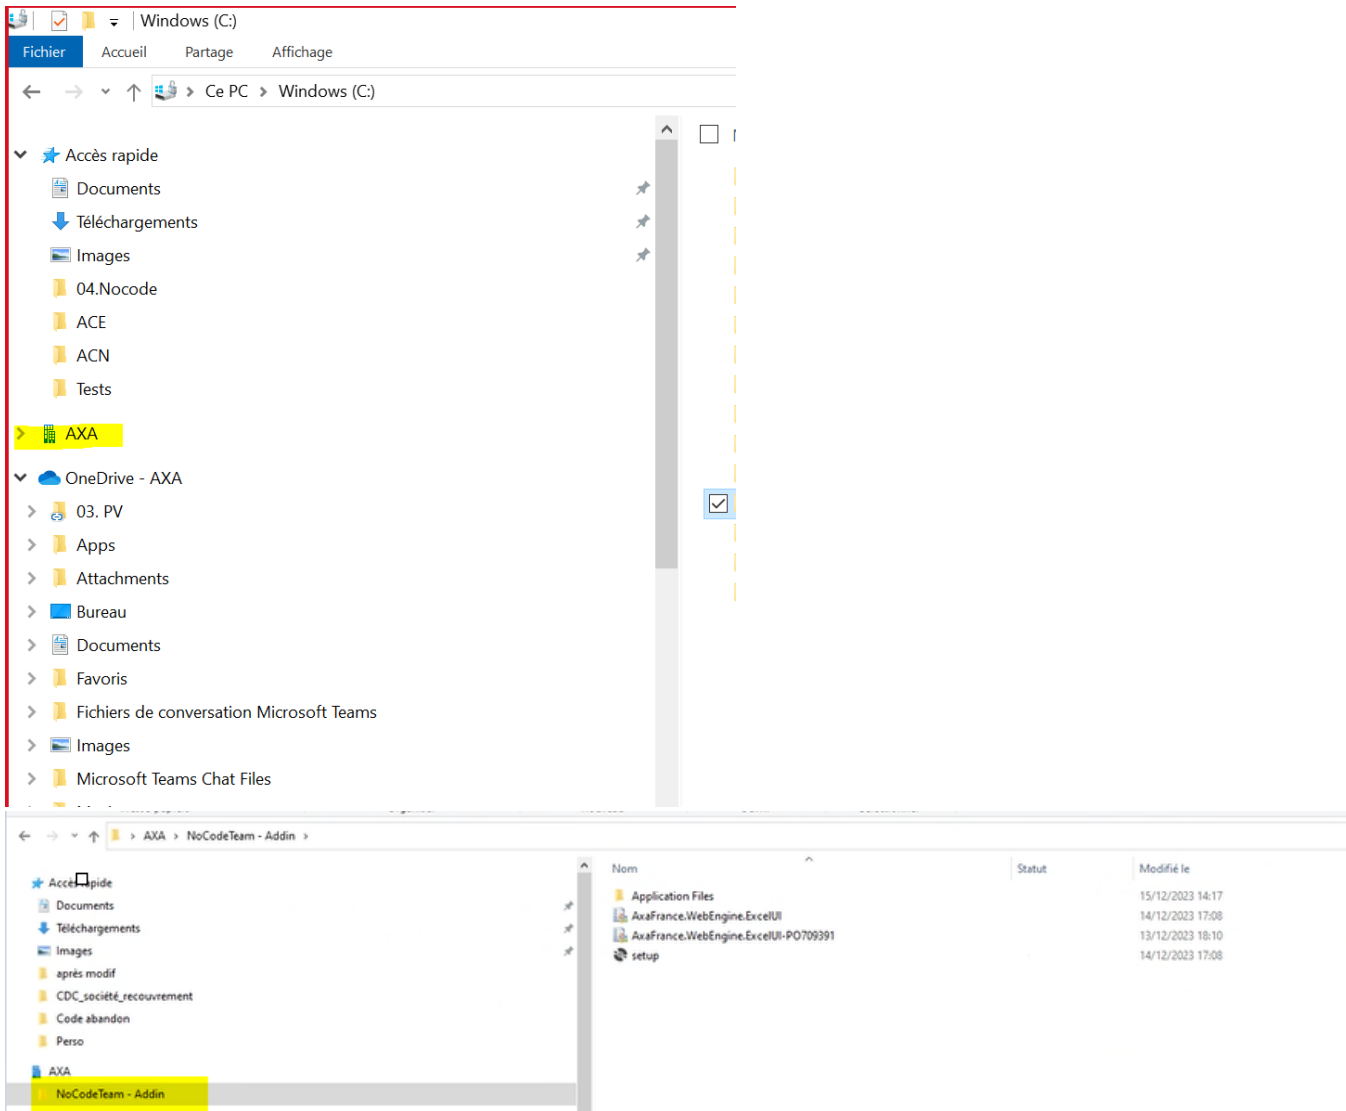 Windows (C:)
Fichier Accueil Partage Affichage
Ce PC > Windows (C:)
Accès rapide
Documents
Téléchargements
Images
04.Nocode
ACE
ACN
Tests
AXA
OneDrive - AXA
03. PV
Apps
Attachments
Bureau
Documents
Favoris
Fichiers de conversation Microsoft Teams
Images
Microsoft Teams Chat Files
> AXA > NoCodeTeam - Addin >
Accès rapide
Documents
Téléchargements
Images
après modif
CDC_société_recouvrement
Code abandon
Perso
AXA
NoCodeTeam - Addin
Nom Statut Modifié le
Application Files 15/12/2023 14:17
AxaFrance.WebEngine.ExcelUI 14/12/2023 17:08
AxaFrance.WebEngine.ExcelUI-PO709391 13/12/2023 18:10
setup 14/12/2023 17:08